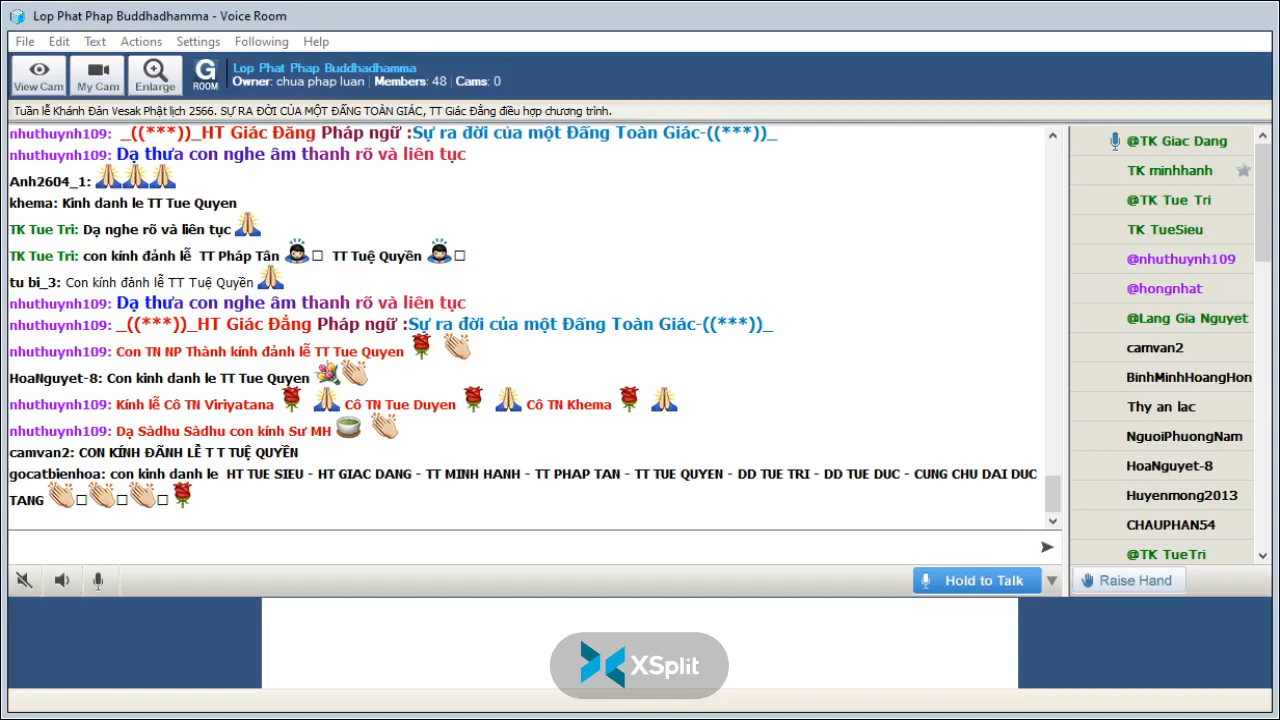 Lop Phat Phap Buddhadhamma - Voice Room
File Edit Text Actions Settings Following Help
View Cam My Cam Enlarge G ROOM
Lop Phat Phap Buddhadhamma
Owner: chua phap luan | Members: 48 | Cams: 0
Tuần lễ Khánh Đản Vesak Phật lịch 2566. SỰ RA ĐỜI CỦA MỘT ĐẤNG TOÀN GIÁC, TT Giác Đẳng điều hợp chương trình.
nhuthuynh109: _((***))_HT Giác Đăng Pháp ngữ :Sự ra đời của một Đấng Toàn Giác-((***))_
nhuthuynh109: Dạ thưa con nghe âm thanh rõ và liên tục
Anh2604_1:
khema: Kinh danh le TT Tue Quyen
TK Tue Tri: Dạ nghe rõ và liên tục
TK Tue Tri: con kính đảnh lễ TT Pháp Tân TT Tuệ Quyền
tu bi_3: Con kính đảnh lễ TT Tuệ Quyền
nhuthuynh109: Dạ thưa con nghe âm thanh rõ và liên tục
nhuthuynh109: _((***))_HT Giác Đẳng Pháp ngữ :Sự ra đời của một Đấng Toàn Giác-((***))_
nhuthuynh109: Con TN NP Thành kính đảnh lễ TT Tue Quyen
HoaNguyet-8: Con kinh danh le TT Tue Quyen
nhuthuynh109: Kính lễ Cô TN Viriyatana Cô TN Tue Duyen Cô TN Khema
nhuthuynh109: Dạ Sàdhu Sàdhu con kính Sư MH
camvan2: CON KÍNH ĐÃNH LỄ T T TUỆ QUYỀN
gocatbienhoa: con kinh danh le HT TUE SIEU - HT GIAC DANG - TT MINH HANH - TT PHAP TAN - TT TUE QUYEN - DD TUE TRI - DD TUE DUC - CUNG CHU DAI DUC
TANG
Hold to Talk
@TK Giac Dang
TK minhhanh
@TK Tue Tri
TK TueSieu
@nhuthuynh109
@hongnhat
@Lang Gia Nguyet
camvan2
BinhMinhHoangHon
Thy an lac
NguoiPhuongNam
HoaNguyet-8
Huyenmong2013
CHAUPHAN54
@TK TueTri
Raise Hand
XSplit